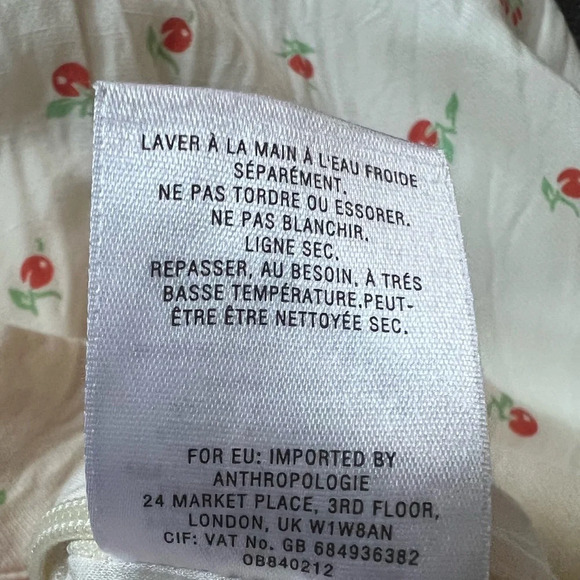 LAVER À LA MAIN À L'EAU FROIDE
SÉPARÉMENT.
NE PAS TORDRE OU ESSORER.
NE PAS BLANCHIR.
LIGNE SEC.
REPASSER, AU BESOIN, À TRÉS
BASSE TEMPÉRATURE.PEUT-
ÊTRE ÊTRE NETTOYÉE SEC.
FOR EU: IMPORTED BY
ANTHROPOLOGIE
24 MARKET PLACE, 3RD FLOOR,
LONDON, UK W1W8AN
CIF: VAT No. GB 684936382
OB840212